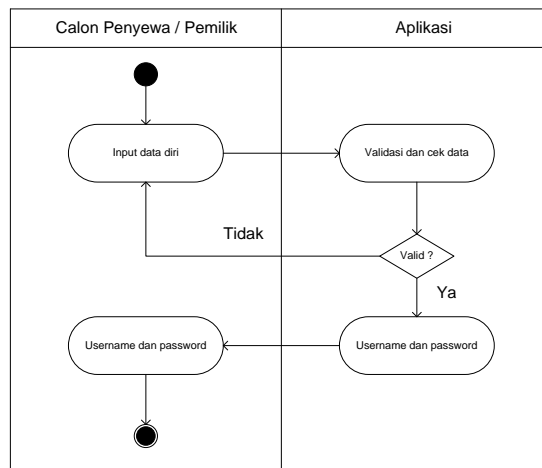 Calon Penyewa / Pemilik
Aplikasi
Input data diri
Validasi dan cek data
Tidak
Valid ?
Ya
Username dan password
Username dan password